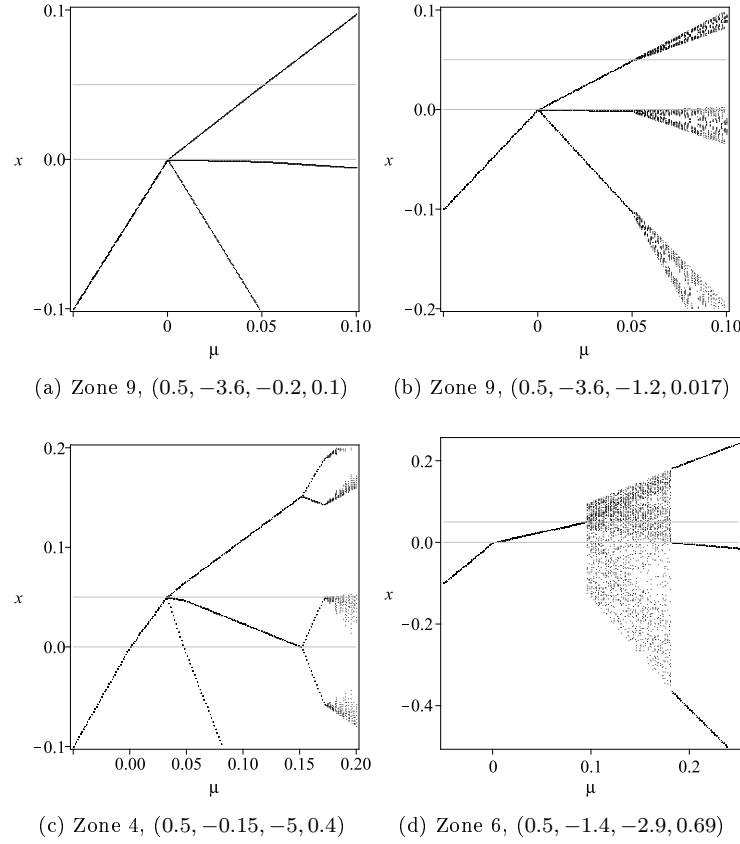 0.1
0.0
−0.1
x
0
0.05
0.10
μ
(a) Zone 9, (0.5, −3.6, −0.2, 0.1)
0.1
0.0
−0.1
−0.2
x
0
0.05
0.10
μ
(b) Zone 9, (0.5, −3.6, −1.2, 0.017)
0.2
0.1
0.0
−0.1
x
0.00
0.05
0.10
0.15
0.20
μ
(c) Zone 4, (0.5, −0.15, −5, 0.4)
0.2
0.0
−0.2
−0.4
x
0
0.1
0.2
μ
(d) Zone 6, (0.5, −1.4, −2.9, 0.69)